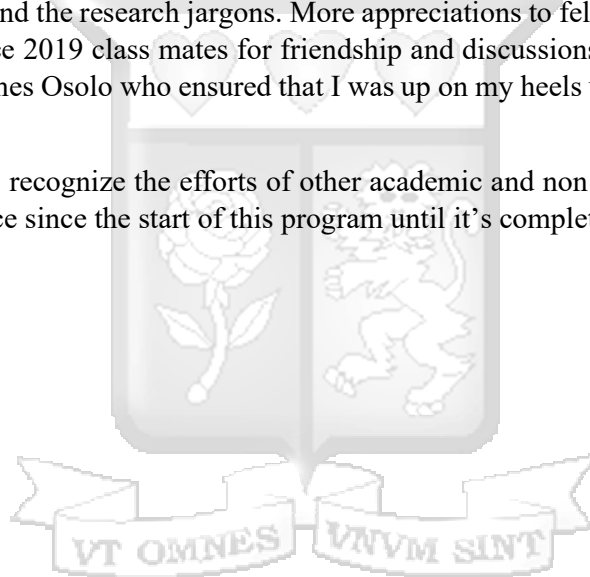 nd the research jargons. More appreciations to fel
e 2019 class mates for friendship and discussions
nes Osolo who ensured that I was up on my heels
recognize the efforts of other academic and non
ce since the start of this program until it’s complet
VT OMNES VNVM SINT